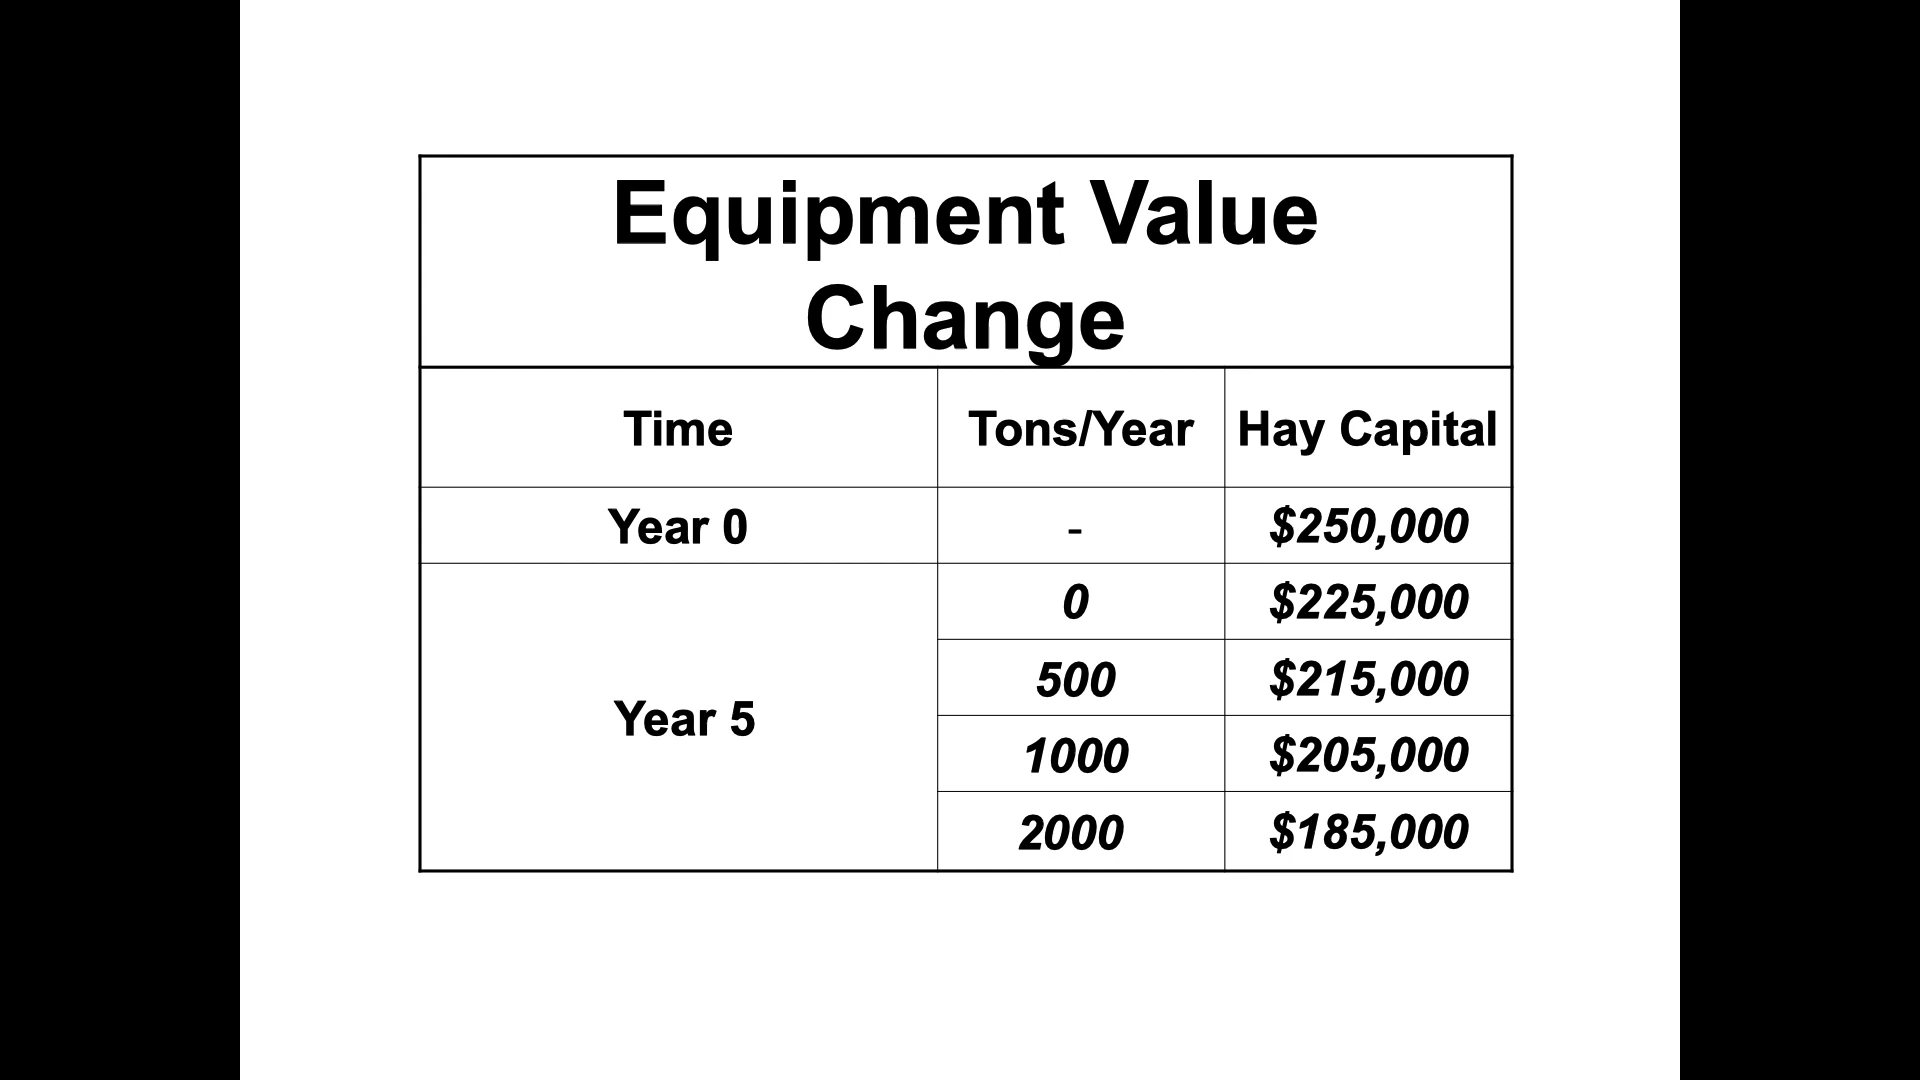 Equipment Value
Change
Time Tons/Year Hay Capital
Year 0 - $250,000
0 $225,000
500 $215,000
Year 5
1000 $205,000
2000 $185,000